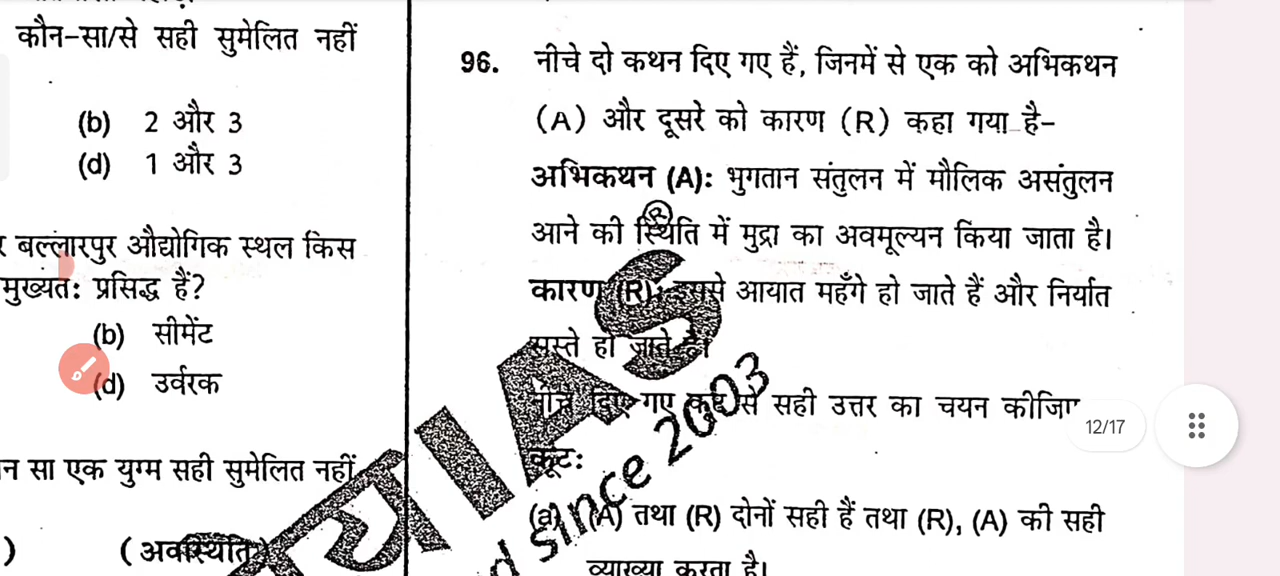 कौन-सा/से सही सुमेलित नहीं
(b) 2 और 3
(d) 1 और 3
बल्लारपुर औद्योगिक स्थल किस
मुख्यतः प्रसिद्ध हैं?
(b) सीमेंट
(d) उर्वरक
सा एक युग्म सही सुमेलित नहीं
) (अवस्थिति)
96. नीचे दो कथन दिए गए हैं, जिनमें से एक को अभिकथन
(A) और दूसरे को कारण (R) कहा गया है-
अभिकथन (A): भुगतान संतुलन में मौलिक असंतुलन
आने की स्थिति में मुद्रा का अवमूल्यन किया जाता है।
कारण (R): इससे आयात महँगे हो जाते हैं और निर्यात
सस्ते हो जाते हैं।
नीचे दिए गए कूट से सही उत्तर का चयन कीजिए
कूटः
(a) (A) तथा (R) दोनों सही हैं तथा (R), (A) की सही
व्याख्या करता है।
IAS
since 2003
®
12/17